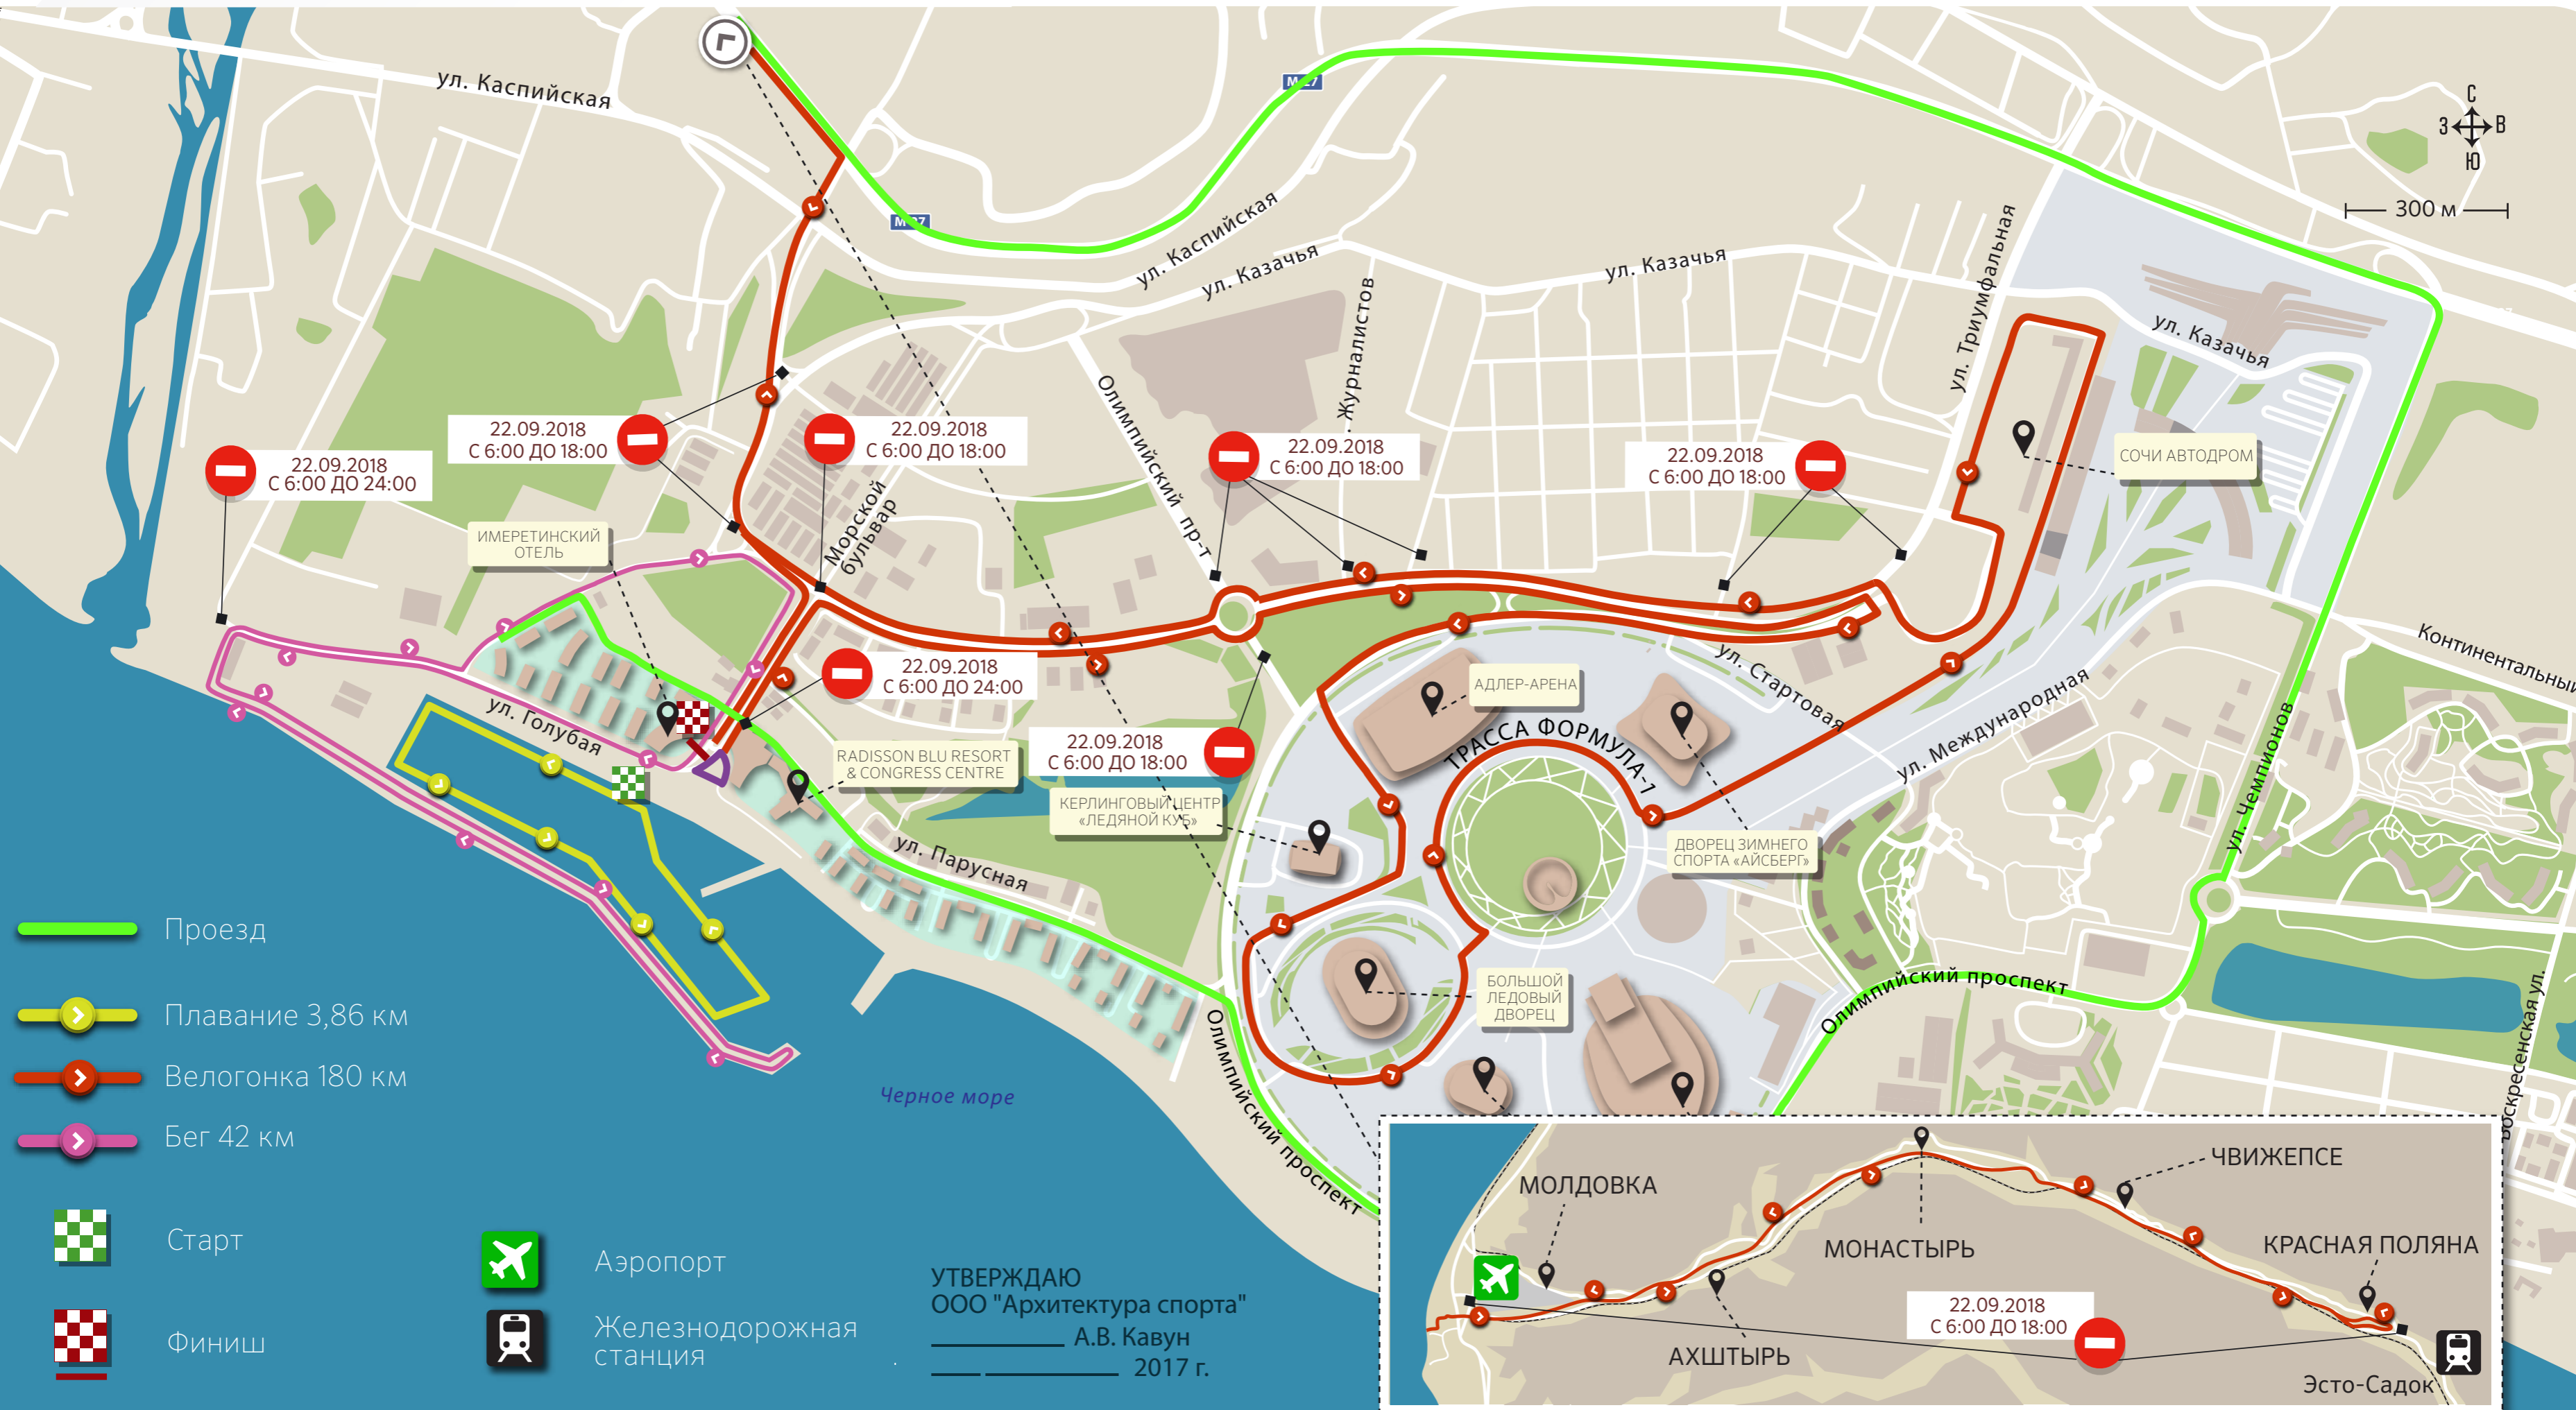 ул. Каспийская
М-27
М 27
ул. Каспийская
ул. Казачья
ул. Казачья
ул. Журналистов
ул. Триумфальная
ул. Казачья
С
З
В
Ю
300 м
22.09.2018
С 6:00 ДО 24:00
22.09.2018
С 6:00 ДО 18:00
22.09.2018
С 6:00 ДО 18:00
22.09.2018
С 6:00 ДО 18:00
22.09.2018
С 6:00 ДО 18:00
СОЧИ АВТОДРОМ
Олимпийский пр-т
Морской
бульвар
ИМЕРЕТИНСКИЙ
ОТЕЛЬ
22.09.2018
С 6:00 ДО 24:00
22.09.2018
С 6:00 ДО 18:00
ул. Голубая
RADISSON BLU RESORT
& CONGRESS CENTRE
КЕРЛИНГОВЫЙ ЦЕНТР
«ЛЕДЯНОЙ КУБ»
АДЛЕР-АРЕНА
ТРАССА ФОРМУЛА-1
ул. Стартовая
ул. Международная
Континентальный
ул. Чемпионов
ДВОРЕЦ ЗИМНЕГО
СПОРТА «АЙСБЕРГ»
ул. Парусная
БОЛЬШОЙ
ЛЕДОВЫЙ
ДВОРЕЦ
Олимпийский проспект
Олимпийский проспект
Воскресенская ул.
Черное море
Проезд
Плавание 3,86 км
Велогонка 180 км
Бег 42 км
Старт
Финиш
Аэропорт
Железнодорожная
станция
УТВЕРЖДАЮ
ООО "Архитектура спорта"
А.В. Кавун
2017 г.
МОЛДОВКА
ЧВИЖЕПСЕ
МОНАСТЫРЬ
КРАСНАЯ ПОЛЯНА
22.09.2018
С 6:00 ДО 18:00
АХШТЫРЬ
Эсто-Садок